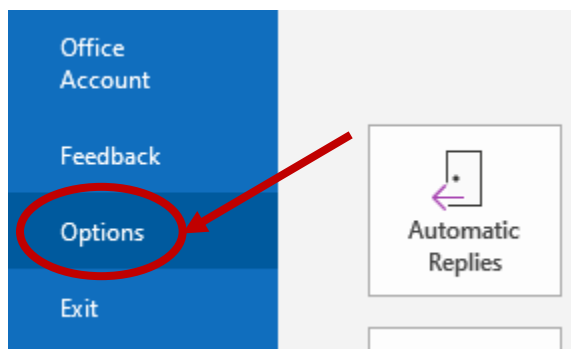 Office
Account
Feedback
Options
Exit
Automatic
Replies